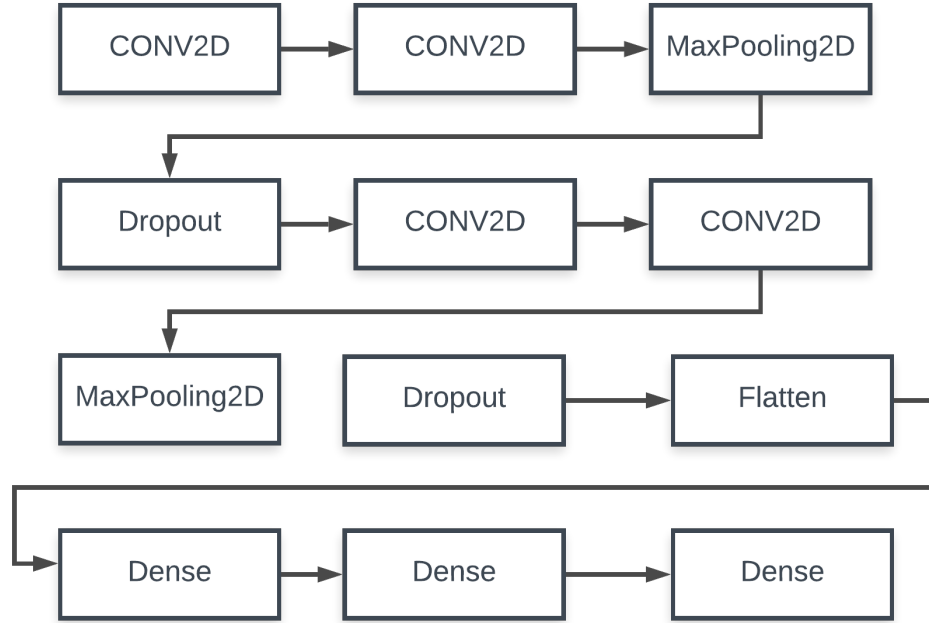 CONV2D
CONV2D
MaxPooling2D
Dropout
CONV2D
CONV2D
MaxPooling2D
Dropout
Flatten
Dense
Dense
Dense